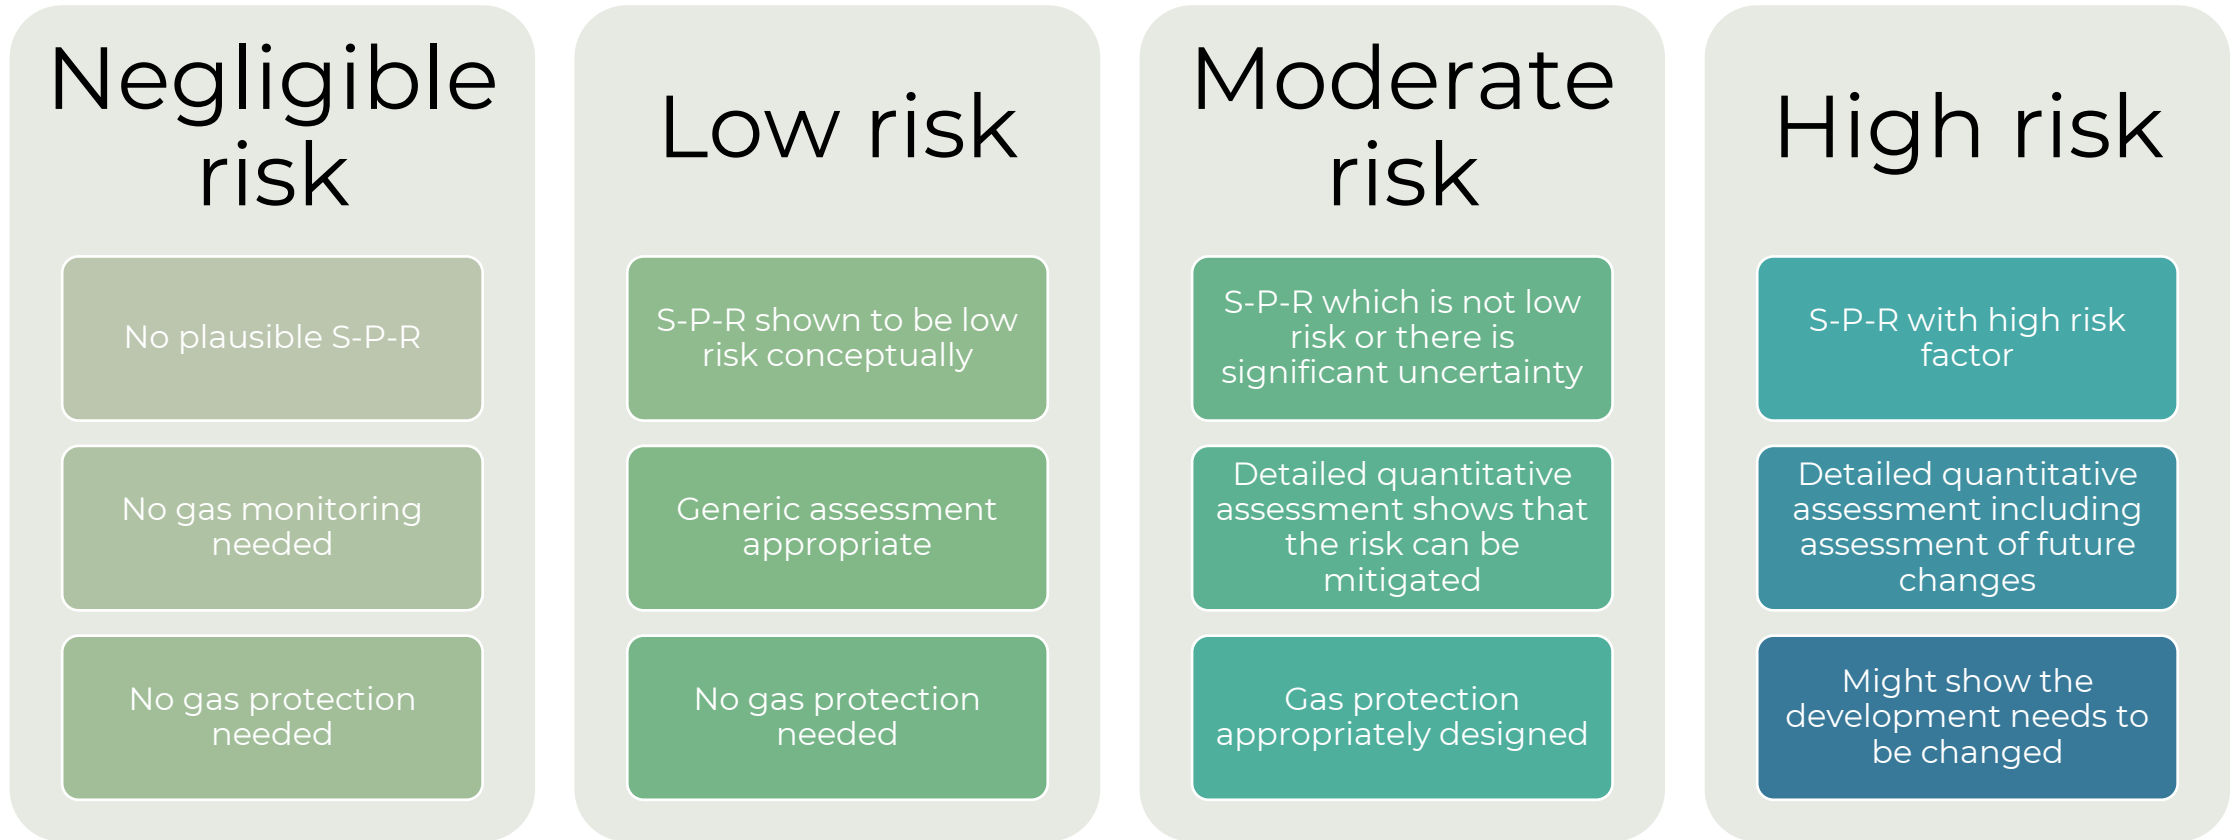 Negligible
risk
No plausible S-P-R
No gas monitoring
needed
No gas protection
needed
Low risk
S-P-R shown to be low
risk conceptually
Generic assessment
appropriate
No gas protection
needed
Moderate
risk
S-P-R which is not low
risk or there is
significant uncertainty
Detailed quantitative
assessment shows that
the risk can be
mitigated
Gas protection
appropriately designed
High risk
S-P-R with high risk
factor
Detailed quantitative
assessment including
assessment of future
changes
Might show the
development needs to
be changed